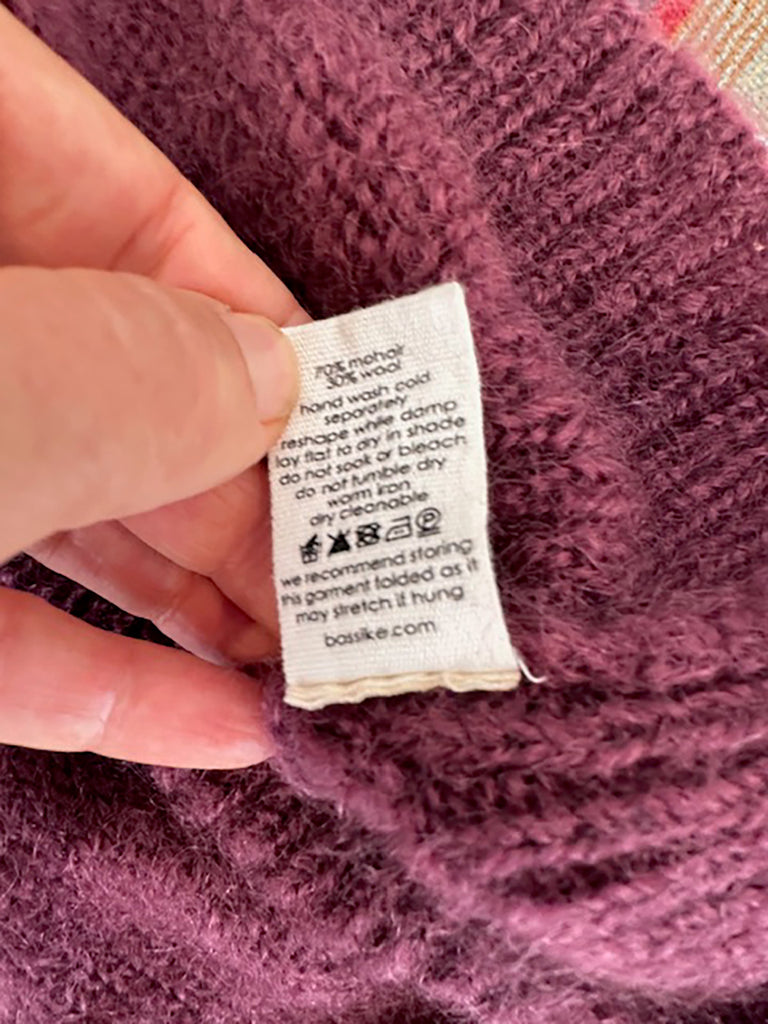 70% mohair
30% wool
hand wash cold
separately
reshape while damp
lay flat to dry in shade
do not soak or bleach
do not tumble dry
warm iron
dry cleanable
P
we recommend storing
this garment folded as it
may stretch if hung
bassike.com